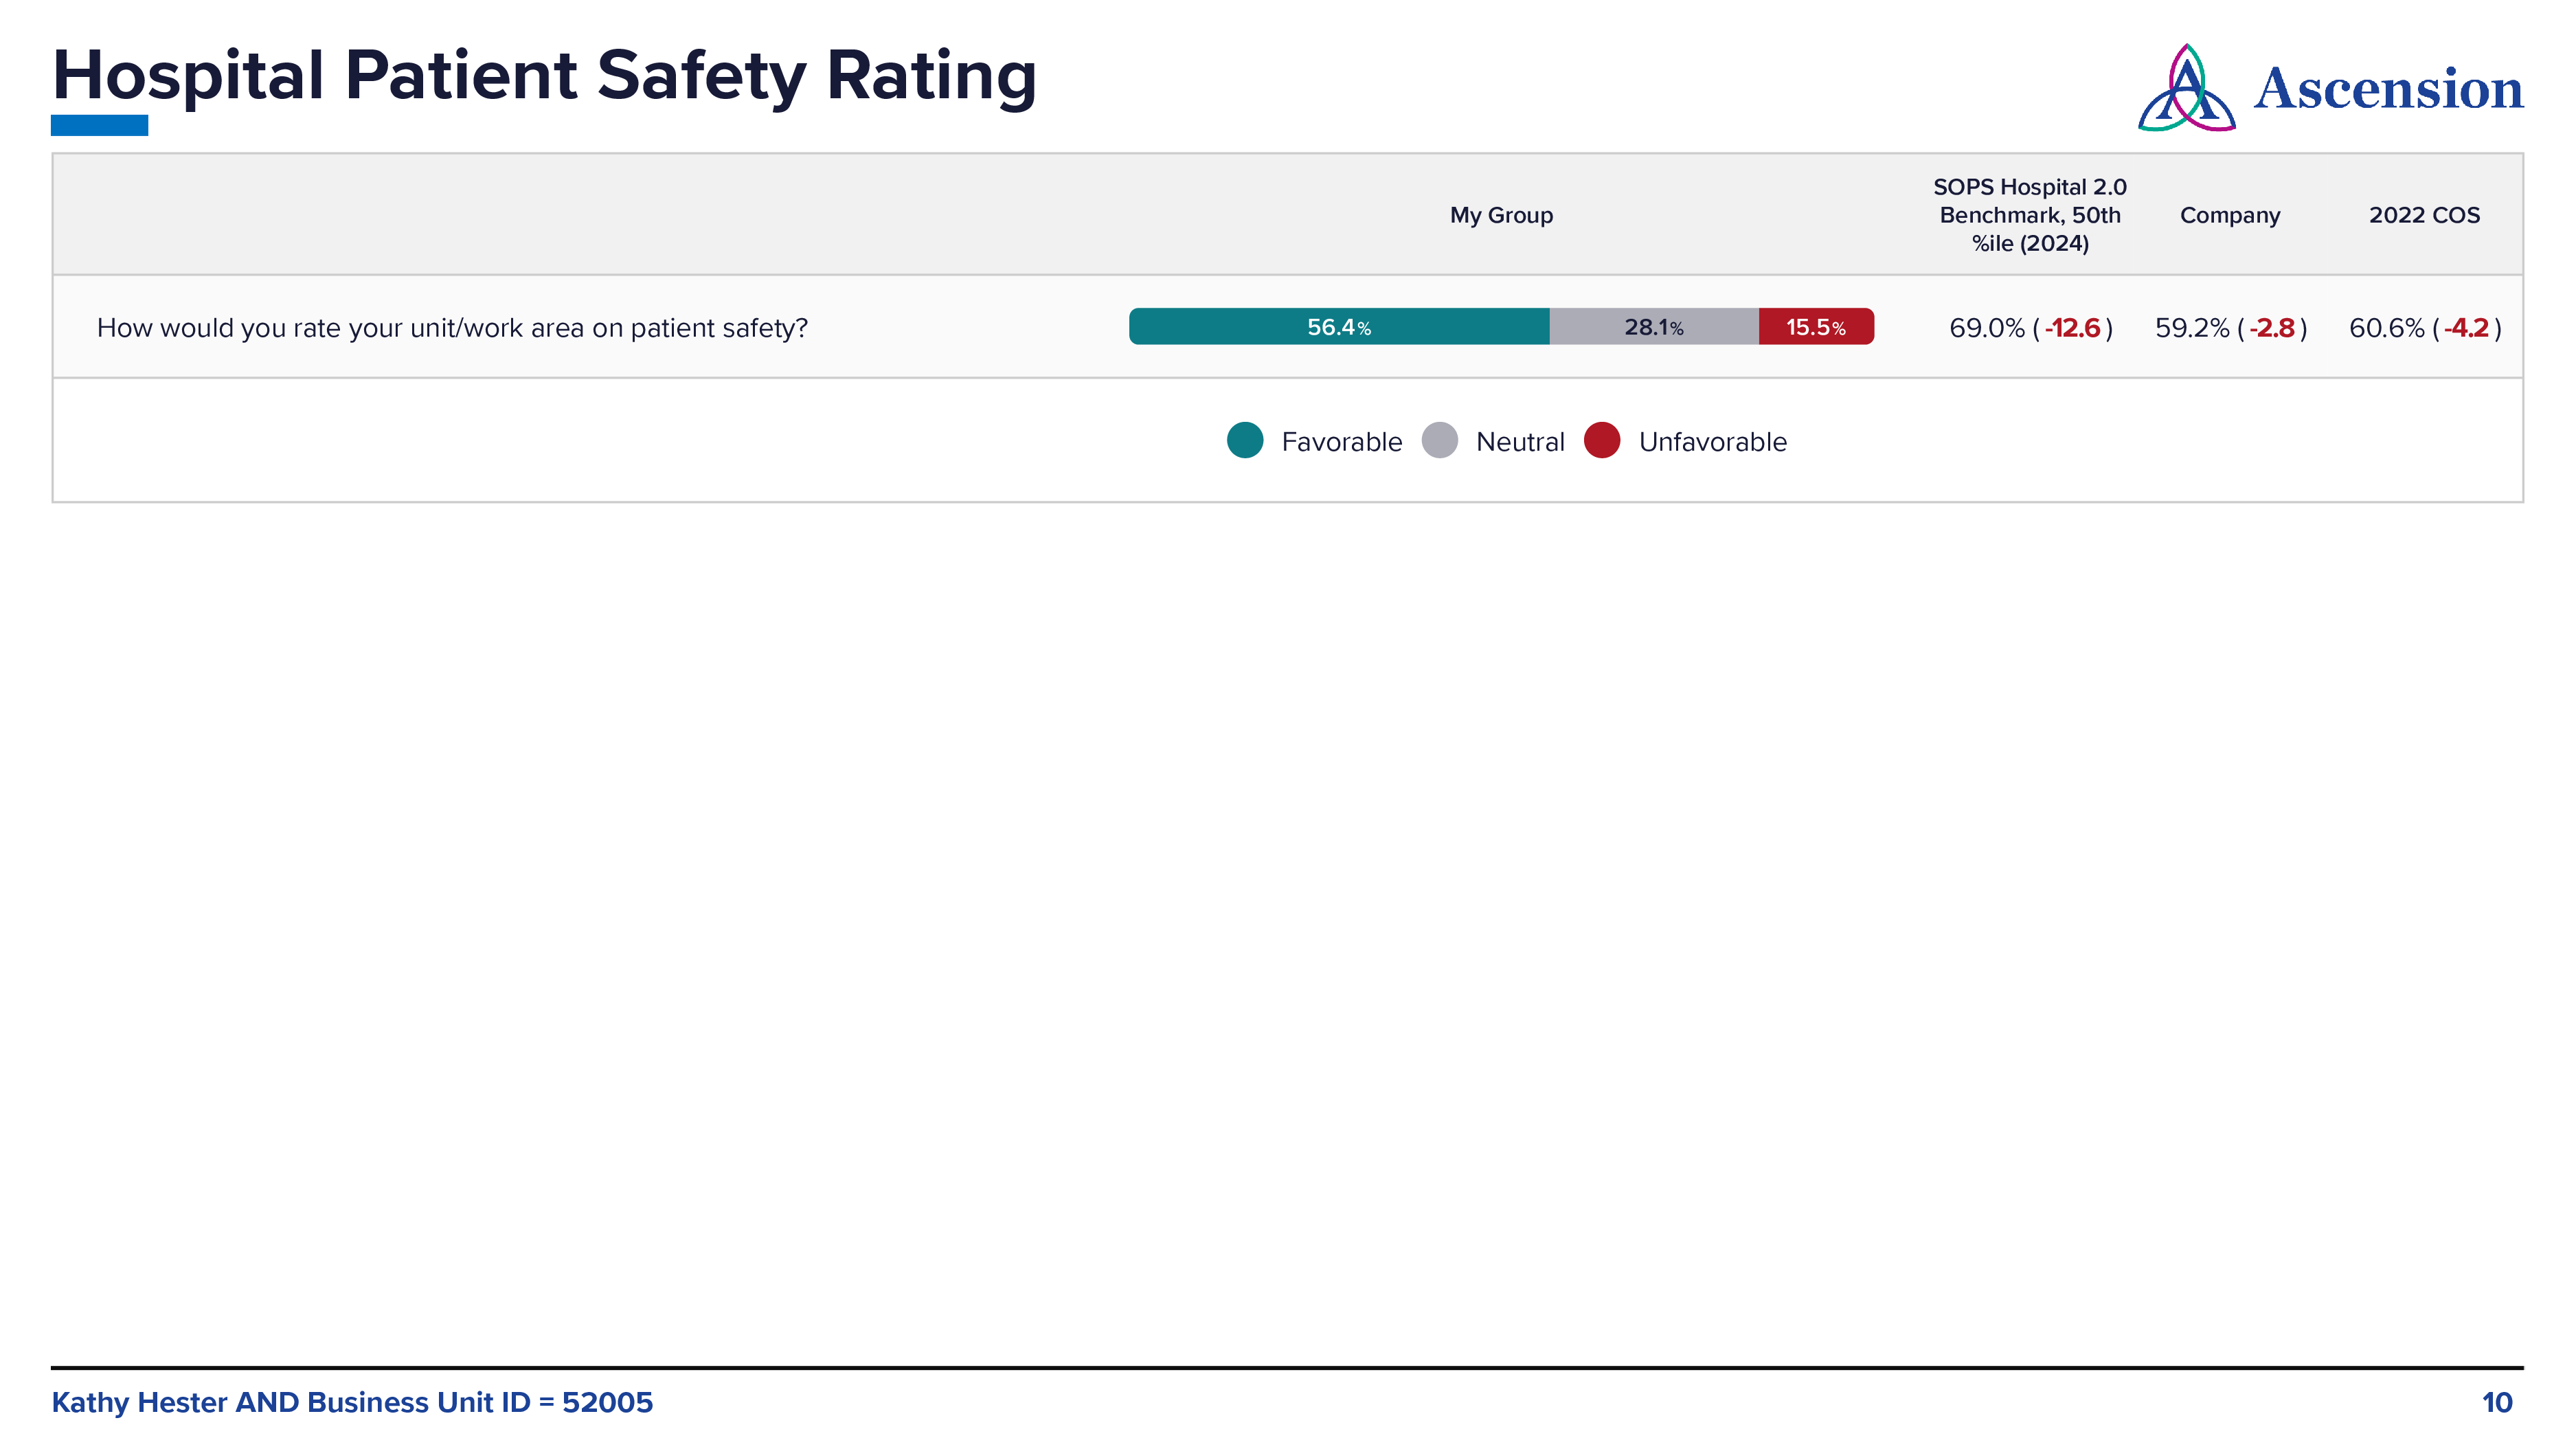 Hospital Patient Safety Rating
Ascension
My Group
SOPS Hospital 2.0
Benchmark, 50th
%ile (2024)
Company
2022 COS
How would you rate your unit/work area on patient safety?
56.4%
28.1%
15.5%
69.0% ( -12.6 )
59.2% ( -2.8 )
60.6% ( -4.2 )
Favorable
Neutral
Unfavorable
Kathy Hester AND Business Unit ID = 52005
10